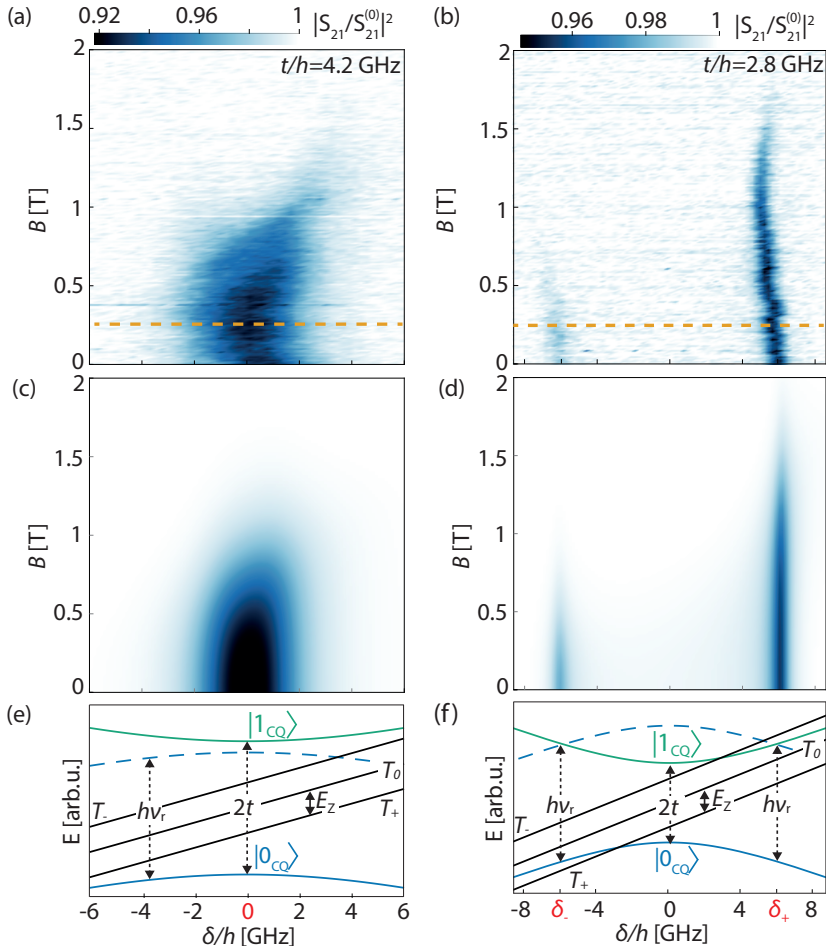 (a)
0.92 0.96 1 |S21/S21(0)|2
t/h=4.2 GHz
B [T]
2
1.5
1
0.5
0
-4 0 4
(b)
0.96 0.98 1 |S21/S21(0)|2
t/h=2.8 GHz
B [T]
2
1.5
1
0.5
0
(c)
B [T]
2
1.5
1
0.5
0
(d)
B [T]
2
1.5
1
0.5
0
(e)
E [arb.u.]
|1CQ⟩
T-
T0
T+
hνr
2t
EZ
|0CQ⟩
-6 -4 -2 0 2 4 6
δ/h [GHz]
(f)
E [arb.u.]
|1CQ⟩
T-
T0
T+
hνr
2t
EZ
hνr
|0CQ⟩
-8 δ- -4 0 4 δ+ 8
δ/h [GHz]